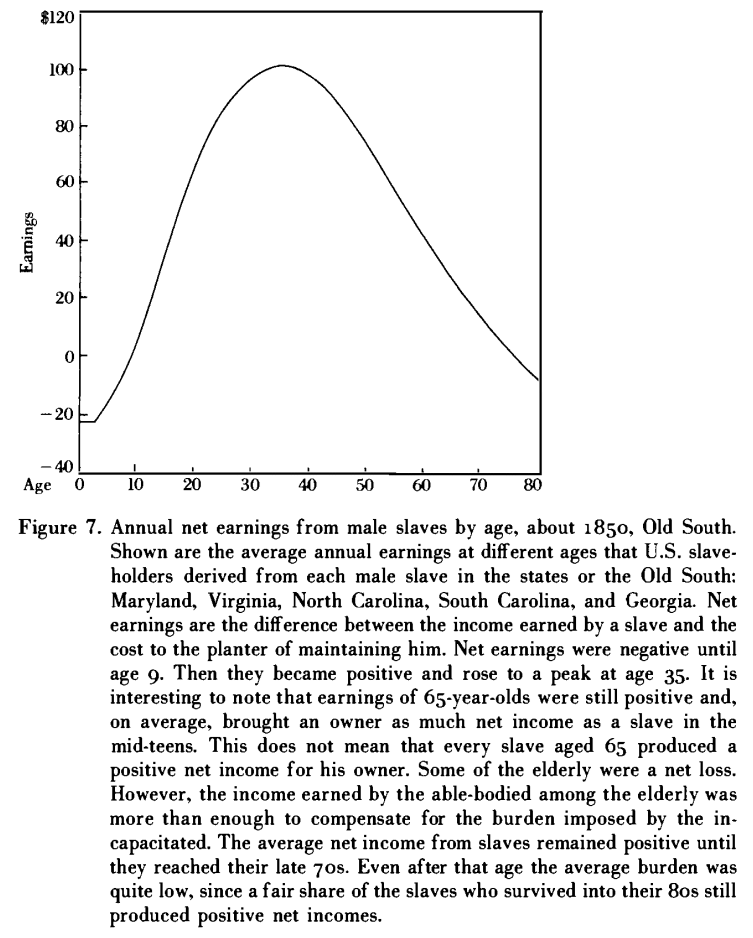 $120
100
80
60
40
20
0
−20
−40
Earnings
Age 0 10 20 30 40 50 60 70 80
Figure 7. Annual net earnings from male slaves by age, about 1850, Old South.
Shown are the average annual earnings at different ages that U.S. slave-
holders derived from each male slave in the states or the Old South:
Maryland, Virginia, North Carolina, South Carolina, and Georgia. Net
earnings are the difference between the income earned by a slave and the
cost to the planter of maintaining him. Net earnings were negative until
age 9. Then they became positive and rose to a peak at age 35. It is
interesting to note that earnings of 65-year-olds were still positive and,
on average, brought an owner as much net income as a slave in the
mid-teens. This does not mean that every slave aged 65 produced a
positive net income for his owner. Some of the elderly were a net loss.
However, the income earned by the able-bodied among the elderly was
more than enough to compensate for the burden imposed by the in-
capacitated. The average net income from slaves remained positive until
they reached their late 70s. Even after that age the average burden was
quite low, since a fair share of the slaves who survived into their 80s still
produced positive net incomes.